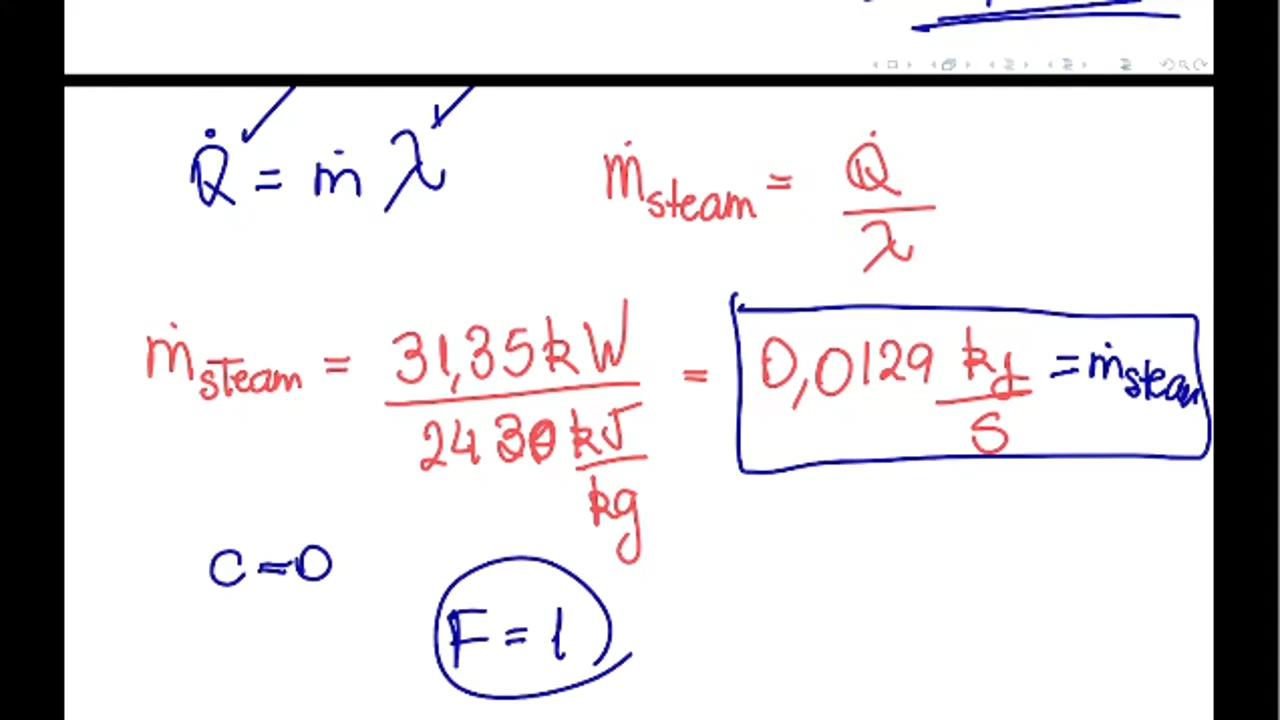 Q̇ = ṁ λ
ṁsteam = Q̇ / λ
ṁsteam = 31,35 kW / 2430 kJ/kg = 0,0129 kg/s = ṁsteam
C=0
F = 1